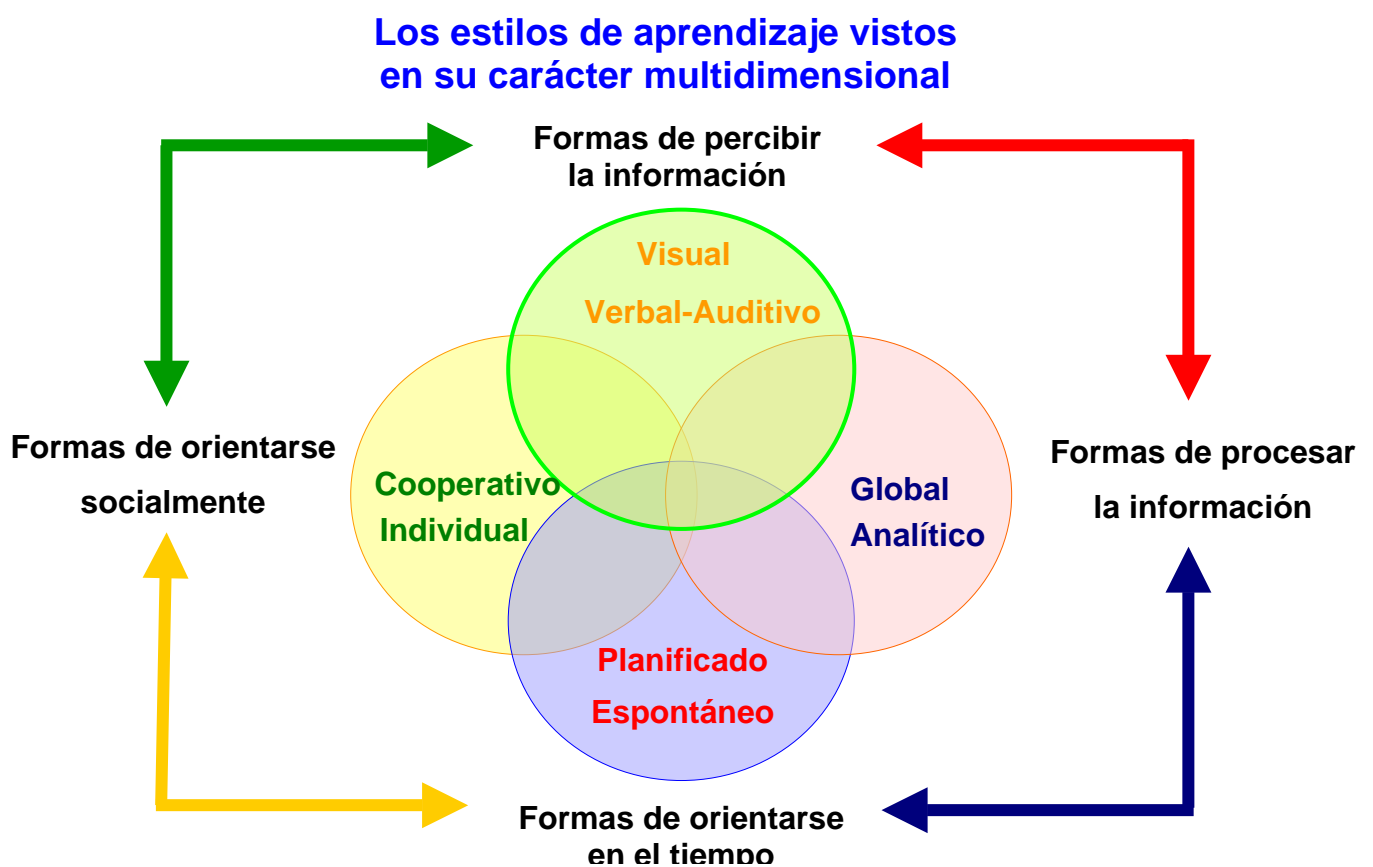 Los estilos de aprendizaje vistos
en su carácter multidimensional
Formas de percibir
la información
Visual
Verbal-Auditivo
Formas de orientarse
socialmente
Cooperativo
Individual
Global
Analítico
Formas de procesar
la información
Planificado
Espontáneo
Formas de orientarse
en el tiempo